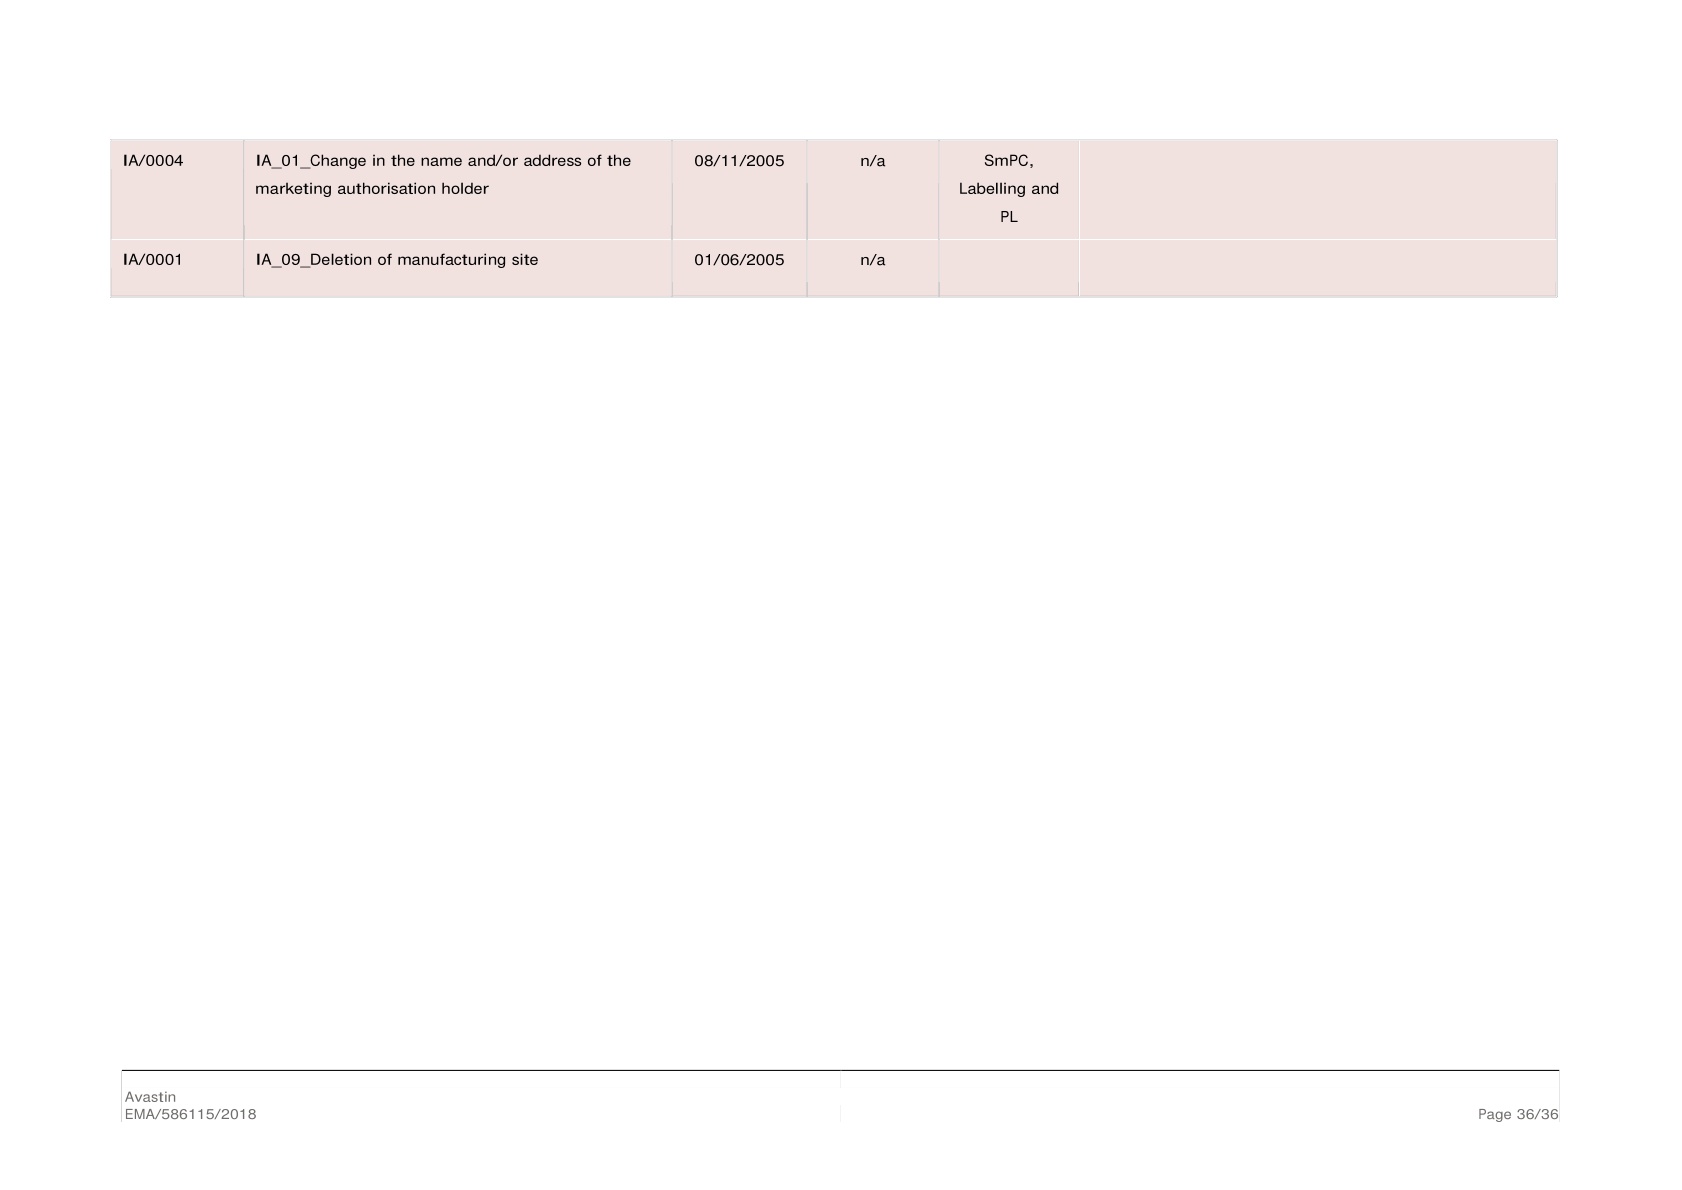 IA/0004 IA_01_Change in the name and/or address of the 08/11/2005 n/a SmPC,
marketing authorisation holder Labelling and
PL
IA/0001 IA_09_Deletion of manufacturing site 01/06/2005 n/a
Avastin
EMA/586115/2018 Page 36/36